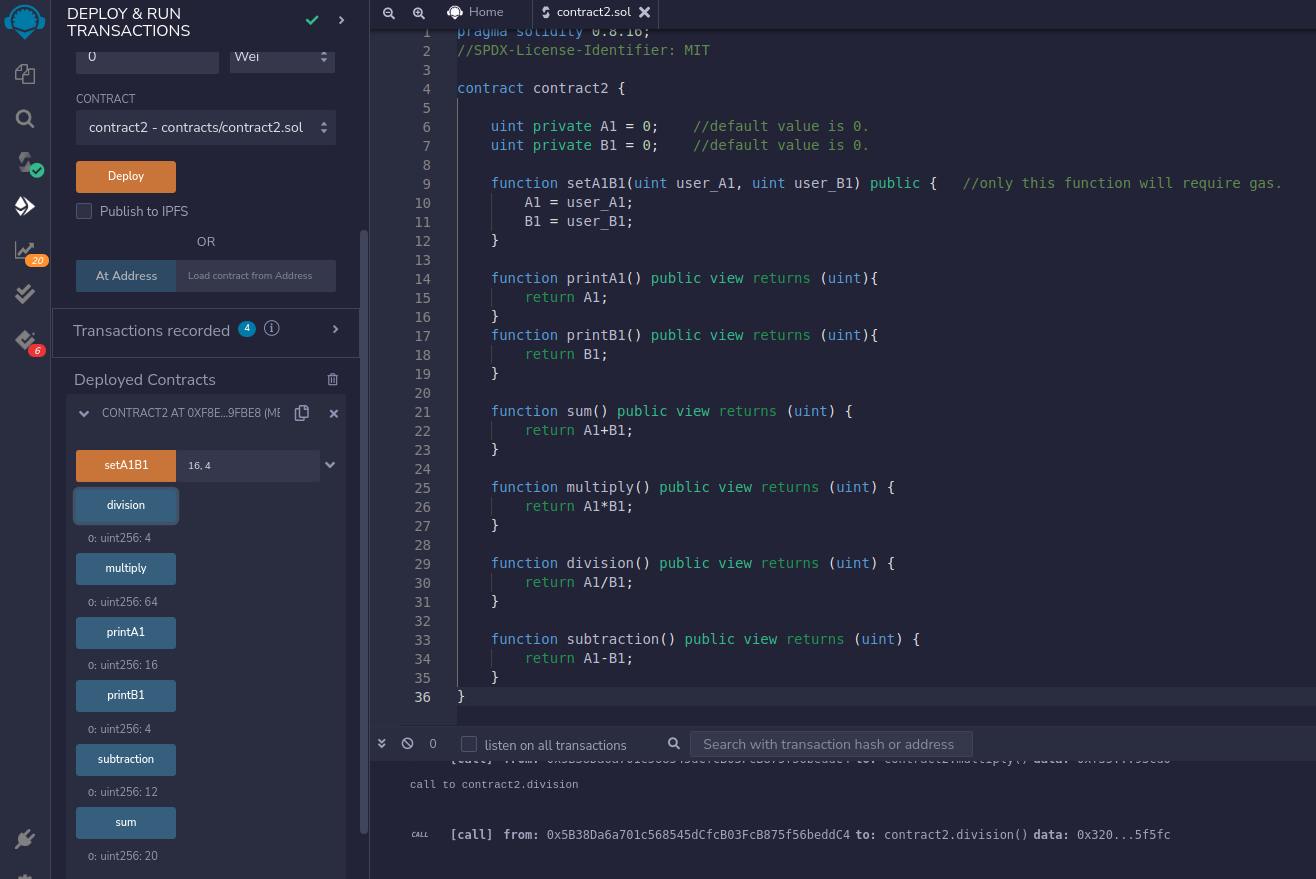 DEPLOY & RUN
TRANSACTIONS
0
Wei
CONTRACT
contract2 - contracts/contract2.sol
Deploy
Publish to IPFS
OR
At Address
Load contract from Address
20
6
Transactions recorded 4
Deployed Contracts
CONTRACT2 AT 0XF8E...9FBE8 (ME
setA1B1
16, 4
division
0: uint256: 4
multiply
0: uint256: 64
printA1
0: uint256: 16
printB1
0: uint256: 4
subtraction
0: uint256: 12
sum
0: uint256: 20
Home
contract2.sol
1 pragma solidity 0.8.16;
2 //SPDX-License-Identifier: MIT
3
4 contract contract2 {
5
6 uint private A1 = 0; //default value is 0.
7 uint private B1 = 0; //default value is 0.
8
9 function setA1B1(uint user_A1, uint user_B1) public { //only this function will require gas.
10 A1 = user_A1;
11 B1 = user_B1;
12 }
13
14 function printA1() public view returns (uint){
15 return A1;
16 }
17 function printB1() public view returns (uint){
18 return B1;
19 }
20
21 function sum() public view returns (uint) {
22 return A1+B1;
23 }
24
25 function multiply() public view returns (uint) {
26 return A1*B1;
27 }
28
29 function division() public view returns (uint) {
30 return A1/B1;
31 }
32
33 function subtraction() public view returns (uint) {
34 return A1-B1;
35 }
36 }
0
listen on all transactions
Search with transaction hash or address
[call] from: 0x5B38Da6a701c568545dCfcB03FcB875f56beddC4 to: contract2.multiply() data:
call to contract2.division
CALL [call] from: 0x5B38Da6a701c568545dCfcB03FcB875f56beddC4 to: contract2.division() data: 0x320...5f5fc